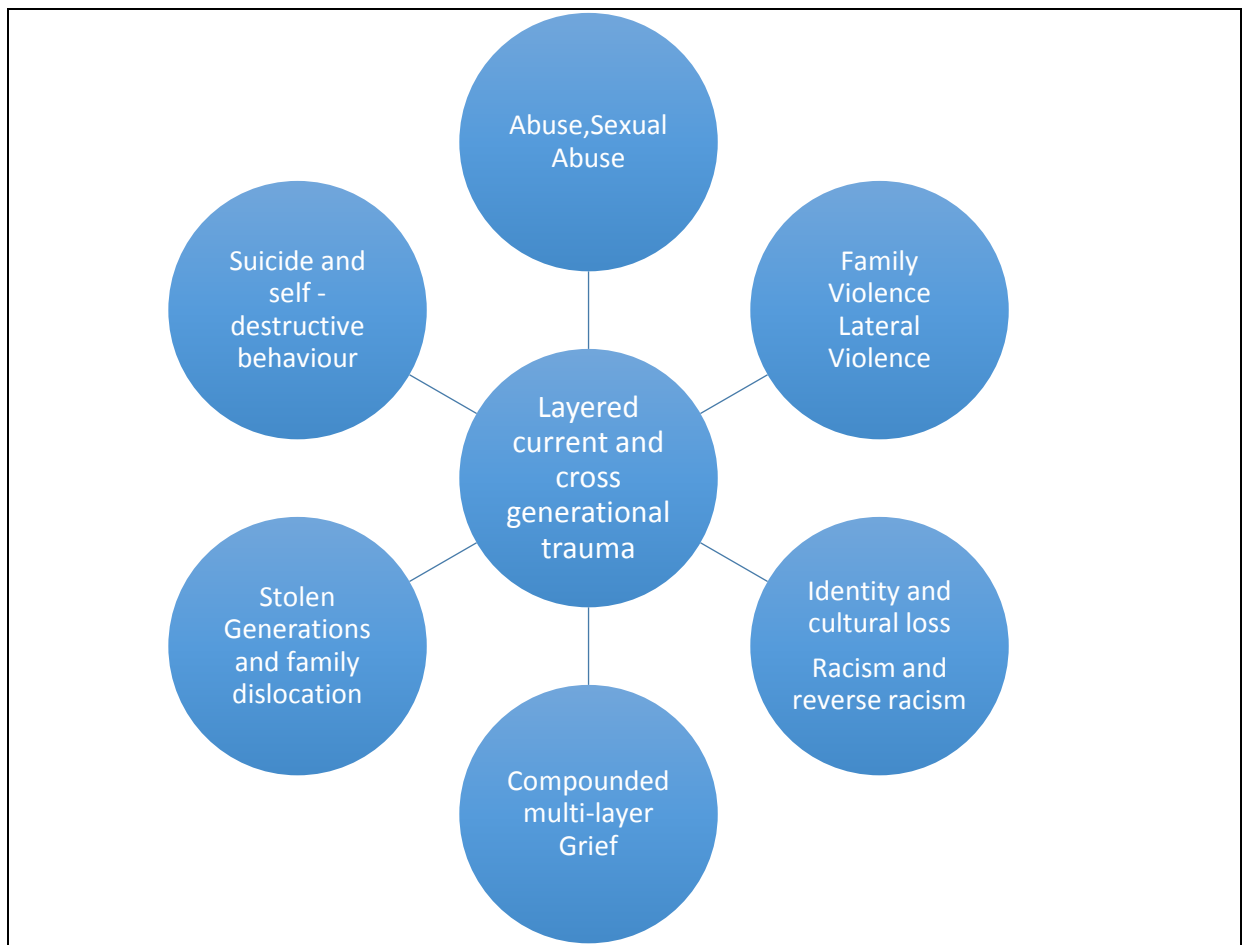 Abuse,Sexual
Abuse
Family
Violence
Lateral
Violence
Identity and
cultural loss
Racism and
reverse racism
Compounded
multi-layer
Grief
Stolen
Generations
and family
dislocation
Suicide and
self -
destructive
behaviour
Layered
current and
cross
generational
trauma